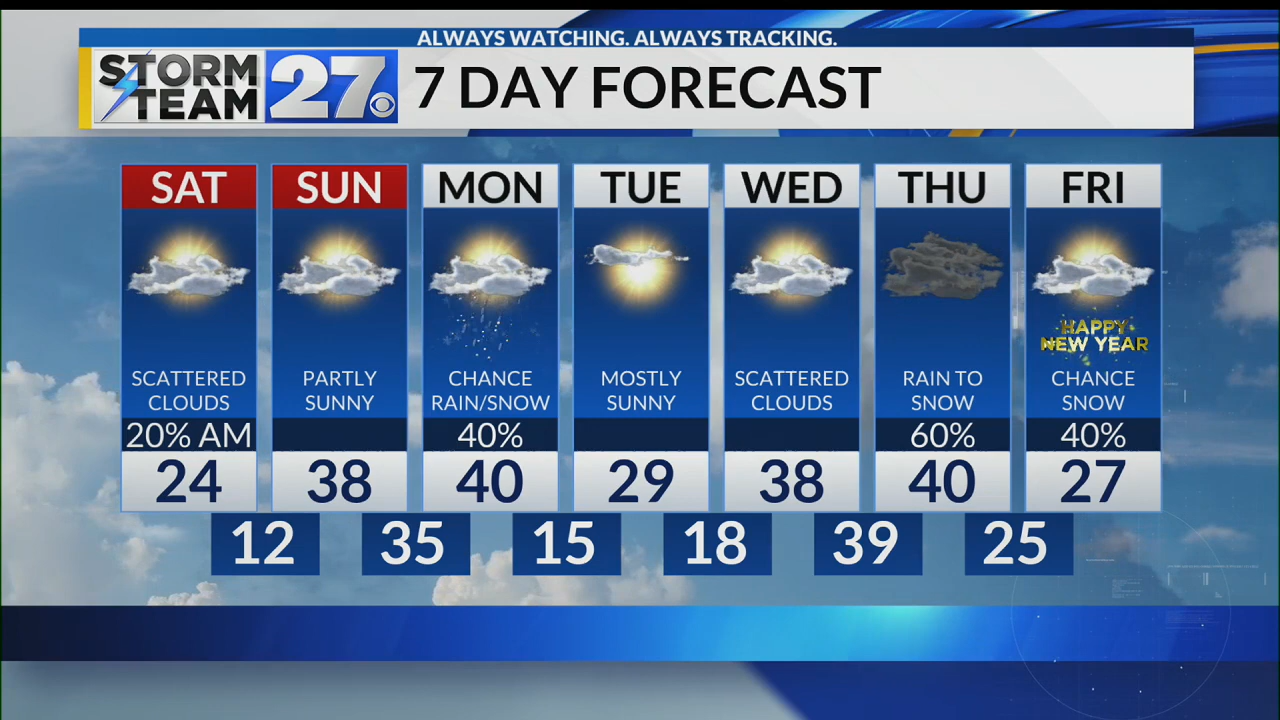 ALWAYS WATCHING. ALWAYS TRACKING.
STORM
TEAM
27
7 DAY FORECAST
SAT
SUN
MON
TUE
WED
THU
FRI
HAPPY
NEW YEAR
SCATTERED
CLOUDS
PARTLY
SUNNY
CHANCE
RAIN/SNOW
MOSTLY
SUNNY
SCATTERED
CLOUDS
RAIN TO
SNOW
CHANCE
SNOW
20% AM
40%
60%
40%
24
38
40
29
38
40
27
12
35
15
18
39
25